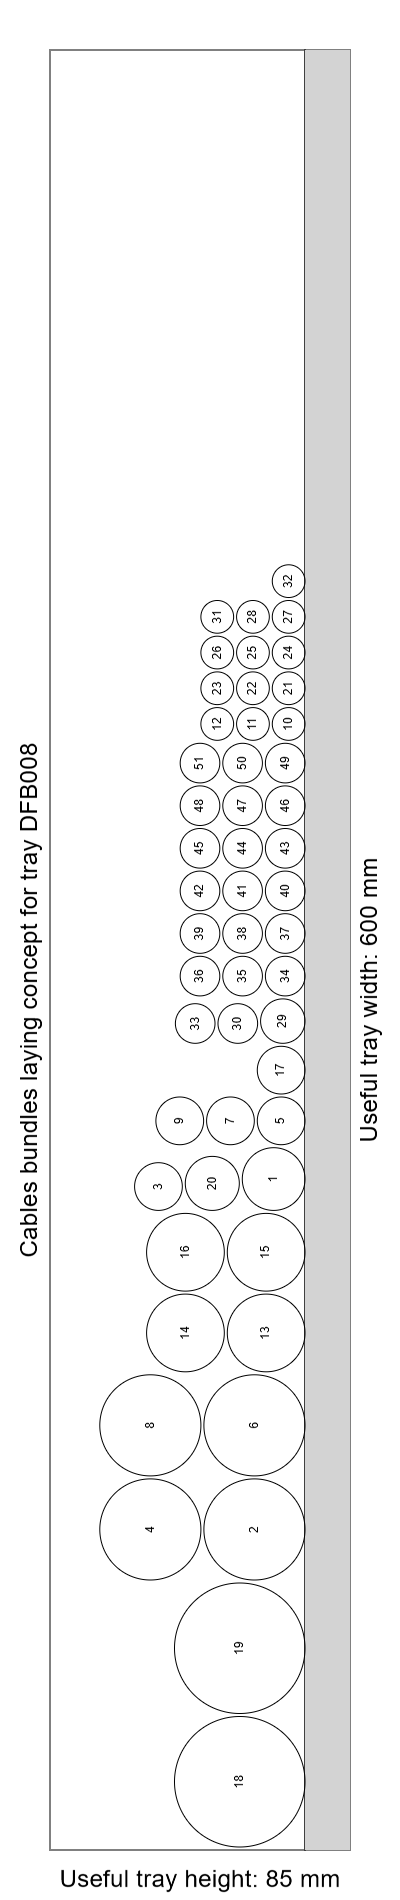 Cables bundles laying concept for tray DFB008
32
31 28 27
26 25 24
23 22 21
12 11 10
51 50 49
48 47 46
45 44 43
42 41 40
39 38 37
36 35 34
33 30 29
17
9 7 5
3 20 1
16 15
14 13
8 6
4 2
19
18
Useful tray width: 600 mm
Useful tray height: 85 mm